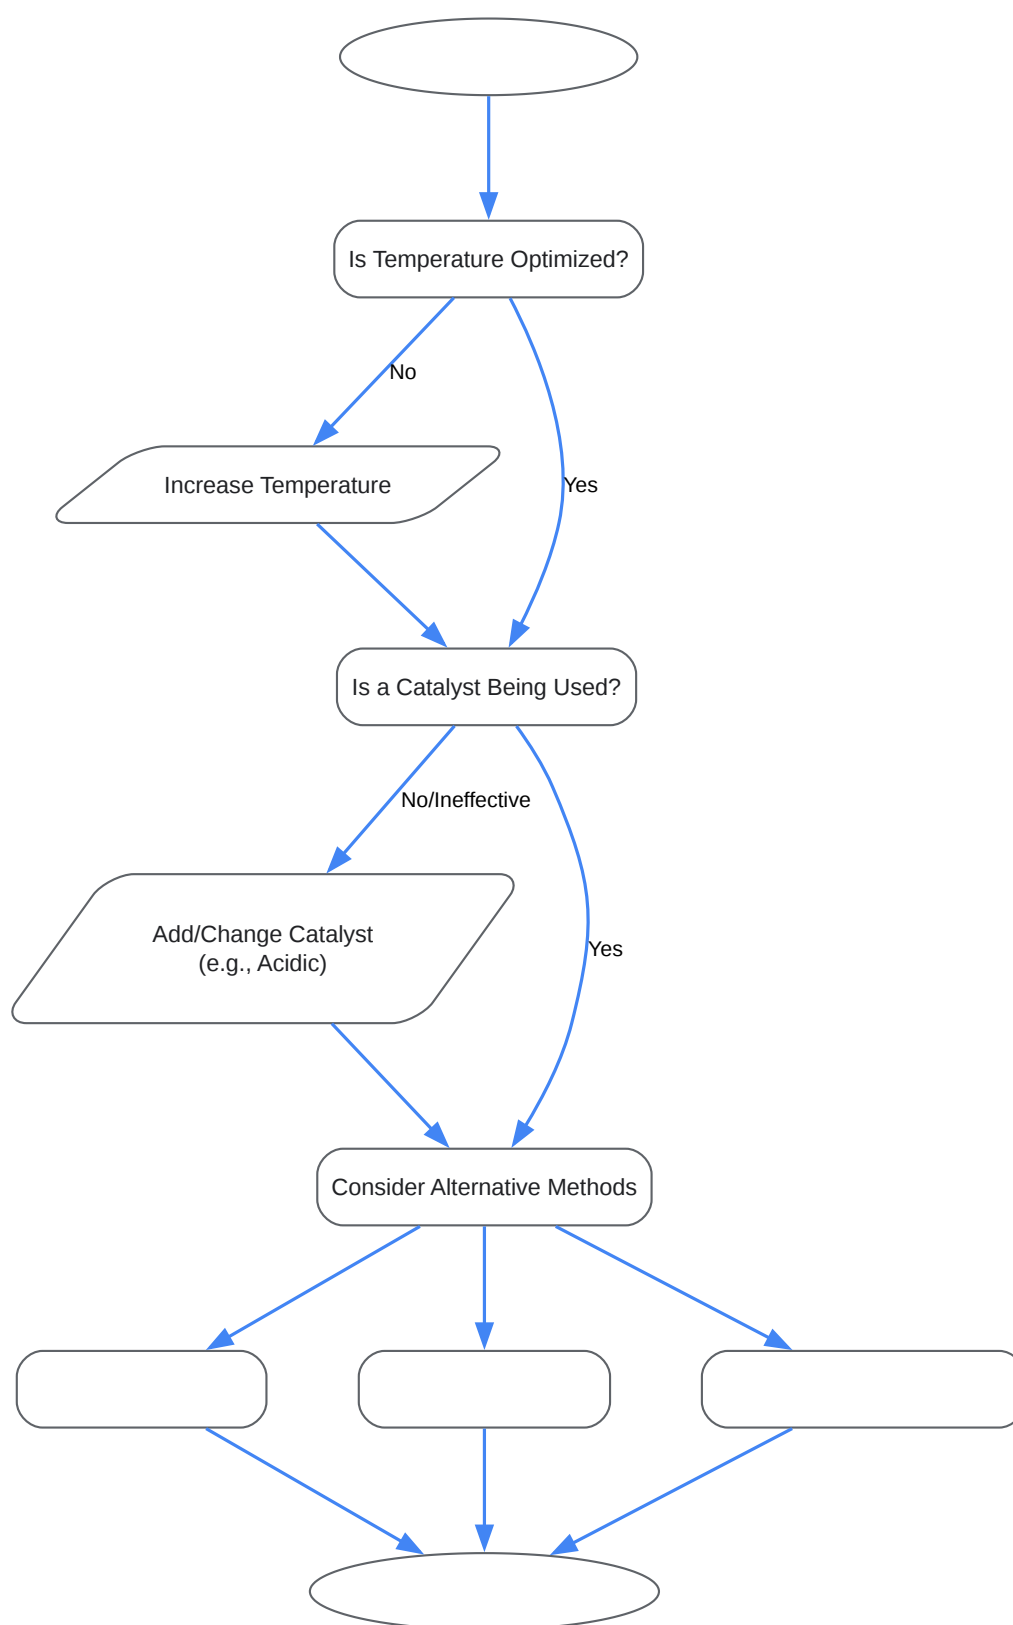 Is Temperature Optimized?
No
Increase Temperature
Yes
Is a Catalyst Being Used?
No/Ineffective
Add/Change Catalyst
(e.g., Acidic)
Yes
Consider Alternative Methods